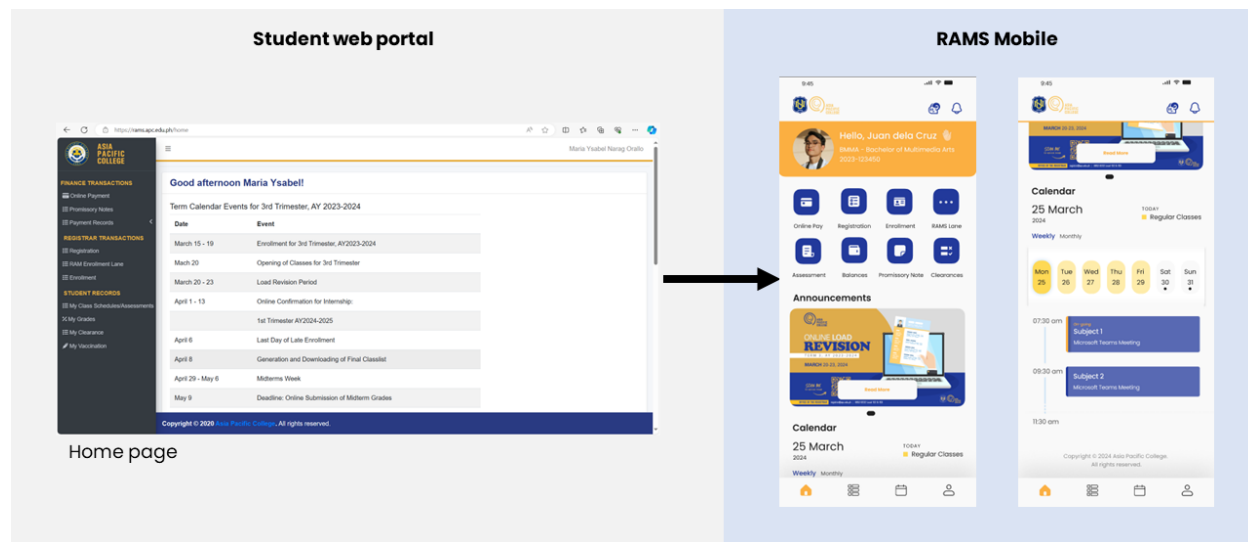 Student web portal
RAMS Mobile
https://rams.apc.edu.ph/home
ASIA
PACIFIC
COLLEGE
Maria Ysabel Narag Orallo
FINANCE TRANSACTIONS
Online Payment
Promissory Notes
Payment Records
REGISTRAR TRANSACTIONS
Registration
RAM Enrolment Lane
Enrollment
STUDENT RECORDS
My Class Schedules/Assessments
My Grades
My Clearance
My Vaccination
Good afternoon Maria Ysabel!
Term Calendar Events for 3rd Trimester, AY 2023-2024
Date Event
March 15 - 19 Enrollment for 3rd Trimester, AY2023-2024
Mach 20 Opening of Classes for 3rd Trimester
March 20 - 23 Load Revision Period
April 1 - 13 Online Confirmation for Internship:
1st Trimester AY2024-2025
April 6 Last Day of Late Enrollment
April 8 Generation and Downloading of Final Classlist
April 29 - May 6 Midterms Week
May 9 Deadline: Online Submission of Midterm Grades
Copyright © 2020 Asia Pacific College. All rights reserved.
Home page
9:45
Hello, Juan dela Cruz
BMMA - Bachelor of Multimedia Arts
2023-123450
Online Pay Registration Enrollment RAMS Lane
Assessment Balances Promissory Note Clearances
Announcements
ONLINE LOAD
REVISION
MARCH 20-23, 2024
Read More
Calendar
25 March
2024
TODAY
Regular Classes
Weekly Monthly
9:45
MARCH 20-23, 2024
Read More
Calendar
25 March
2024
TODAY
Regular Classes
Weekly Monthly
Mon Tue Wed Thu Fri Sat Sun
25 26 27 28 29 30 31
07:30 am
Subject 1
Microsoft Teams Meeting
09:30 am
Subject 2
Microsoft Teams Meeting
11:30 am
Copyright © 2024 Asia Pacific College.
All rights reserved.